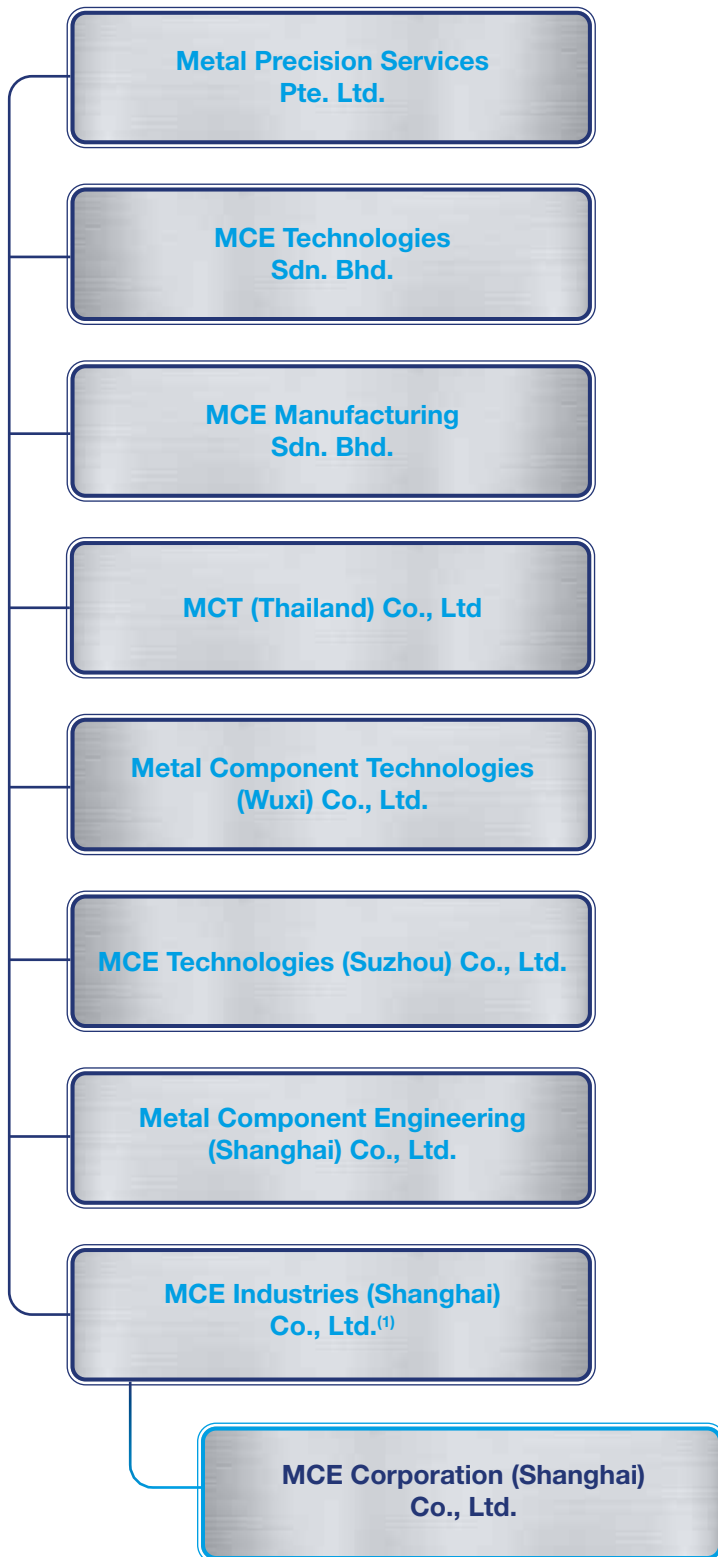 Metal Precision Services
Pte. Ltd.
MCE Technologies
Sdn. Bhd.
MCE Manufacturing
Sdn. Bhd.
MCT (Thailand) Co., Ltd
Metal Component Technologies
(Wuxi) Co., Ltd.
MCE Technologies (Suzhou) Co., Ltd.
Metal Component Engineering
(Shanghai) Co., Ltd.
MCE Industries (Shanghai)
Co., Ltd.(1)
MCE Corporation (Shanghai)
Co., Ltd.